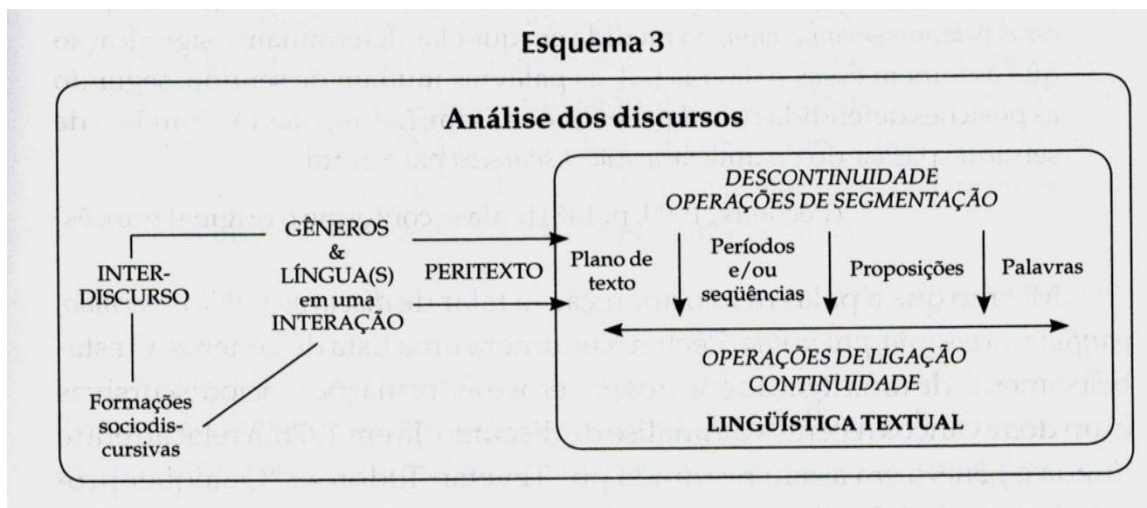 Esquema 3
Análise dos discursos
INTER-
DISCURSO
Formações
sociodis-
cursivas
GÊNEROS
&
LÍNGUA(S)
em uma
INTERAÇÃO
PERITEXTO
DESCONTINUIDADE
OPERAÇÕES DE SEGMENTAÇÃO
Plano de
texto
Períodos
e/ou
seqüências
Proposições
Palavras
OPERAÇÕES DE LIGAÇÃO
CONTINUIDADE
LINGÜÍSTICA TEXTUAL